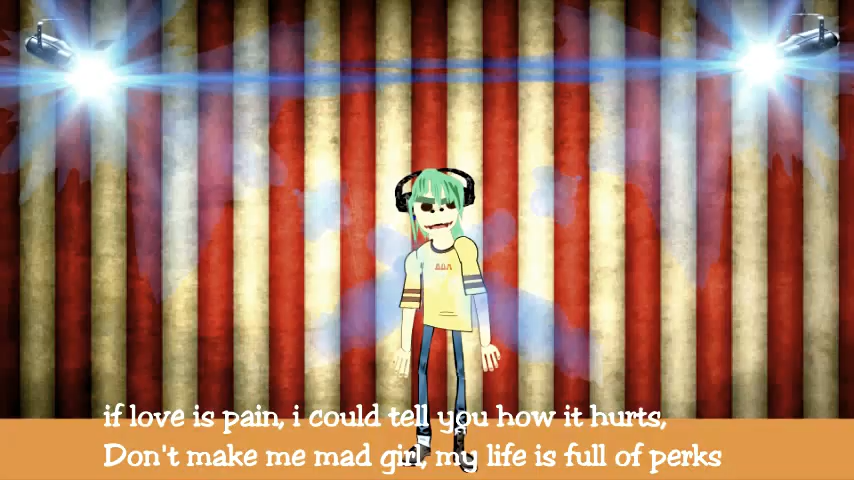 if love is pain, i could tell you how it hurts,
Don't make me mad girl, my life is full of perks